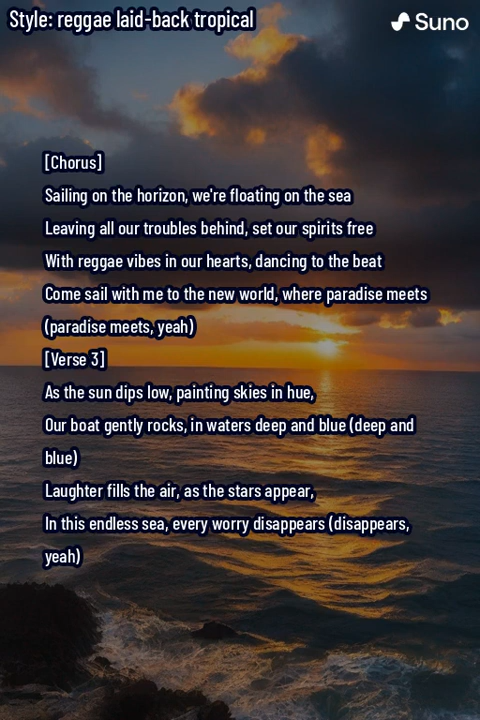 Style: reggae laid-back tropical
Suno
[Chorus]
Sailing on the horizon, we're floating on the sea
Leaving all our troubles behind, set our spirits free
With reggae vibes in our hearts, dancing to the beat
Come sail with me to the new world, where paradise meets
(paradise meets, yeah)
[Verse 3]
As the sun dips low, painting skies in hue,
Our boat gently rocks, in waters deep and blue (deep and
blue)
Laughter fills the air, as the stars appear,
In this endless sea, every worry disappears (disappears,
yeah)